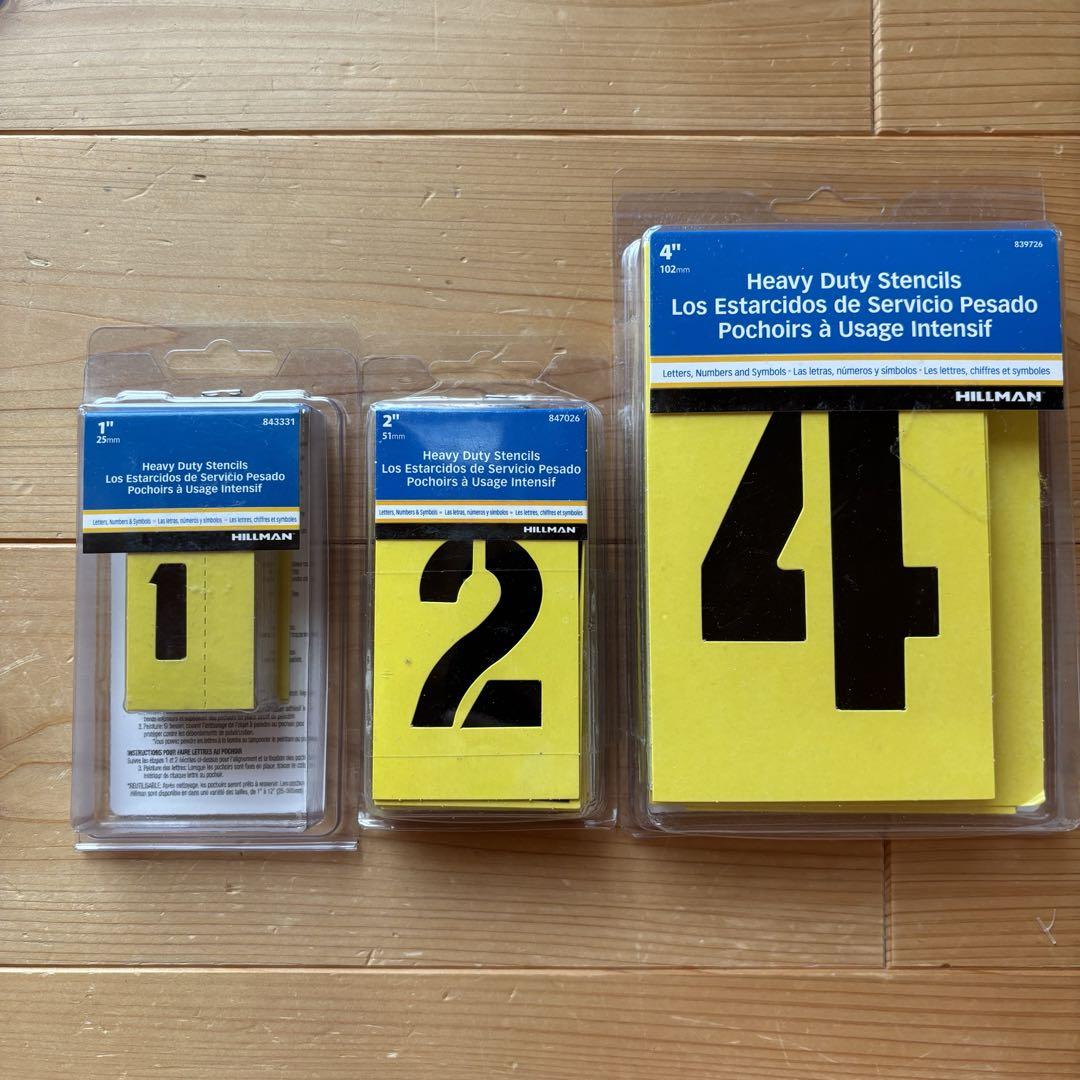 1"
25mm
843331
Heavy Duty Stencils
Los Estarcidos de Servicio Pesado
Pochoirs à Usage Intensif
Letters, Numbers & Symbols - Las letras, números y símbolos - Les lettres, chiffres et symboles
HILLMAN
1
INSTRUCTIONS POUR FAIRE LETTRES AU POCHOIR
2"
51mm
847026
Heavy Duty Stencils
Los Estarcidos de Servicio Pesado
Pochoirs à Usage Intensif
Letters, Numbers & Symbols - Las letras, números y símbolos - Les lettres, chiffres et symboles
HILLMAN
2
4"
102mm
839726
Heavy Duty Stencils
Los Estarcidos de Servicio Pesado
Pochoirs à Usage Intensif
Letters, Numbers and Symbols - Las letras, números y símbolos - Les lettres, chiffres et symboles
HILLMAN
4